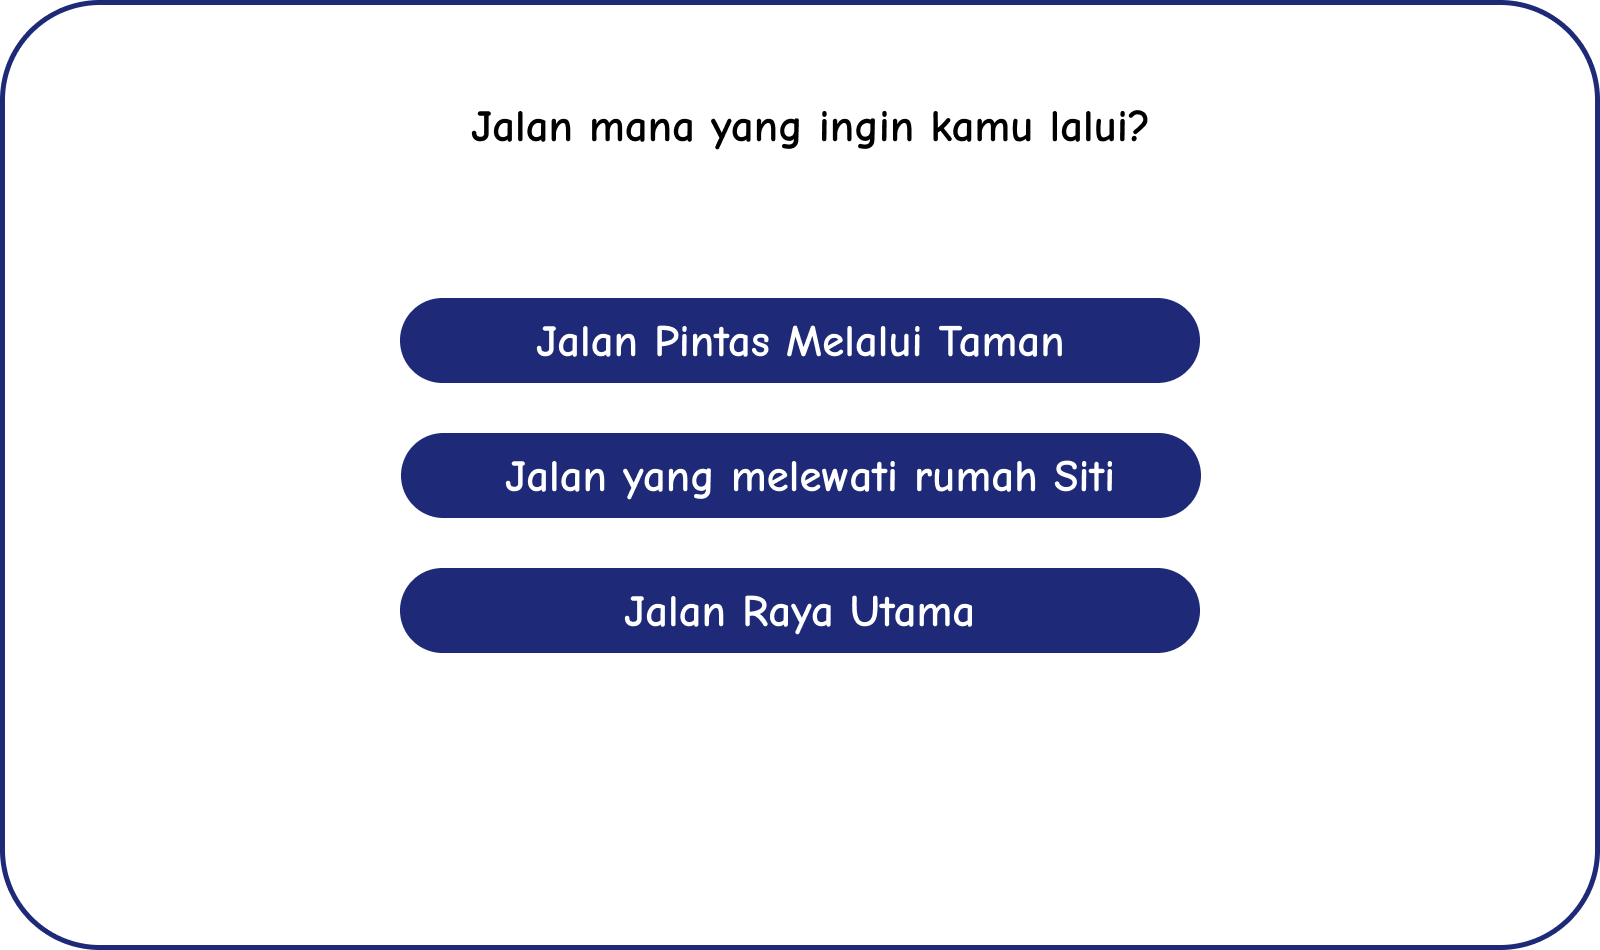 Jalan mana yang ingin kamu lalui?
Jalan Pintas Melalui Taman
Jalan yang melewati rumah Siti
Jalan Raya Utama